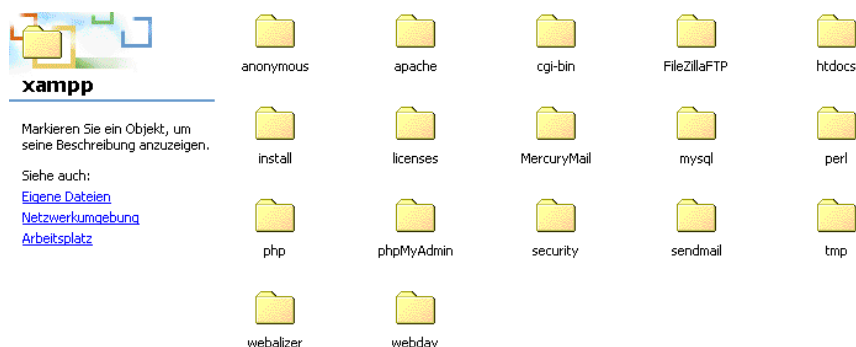 xampp
Markieren Sie ein Objekt, um
seine Beschreibung anzuzeigen.
Siehe auch:
Eigene Dateien
Netzwerkumgebung
Arbeitsplatz
anonymous apache cgi-bin FileZillaFTP htdocs
install licenses MercuryMail mysql perl
php phpMyAdmin security sendmail tmp
webalizer webdav